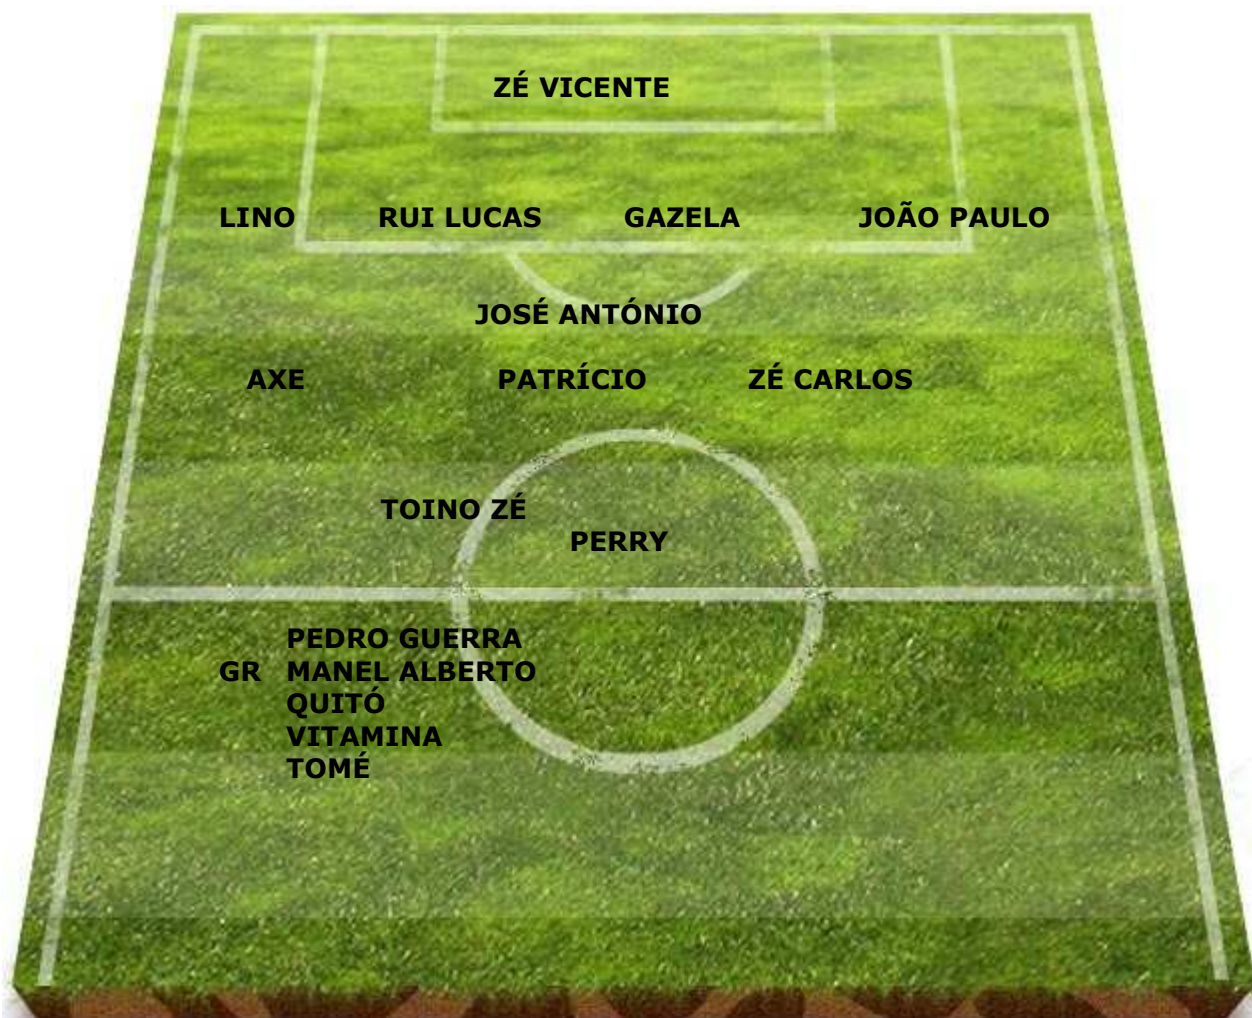 ZÉ VICENTE
LINO RUI LUCAS GAZELA JOÃO PAULO
JOSÉ ANTÓNIO
AXE PATRÍCIO ZÉ CARLOS
TOINO ZÉ
PERRY
PEDRO GUERRA
GR MANEL ALBERTO
QUITÓ
VITAMINA
TOMÉ